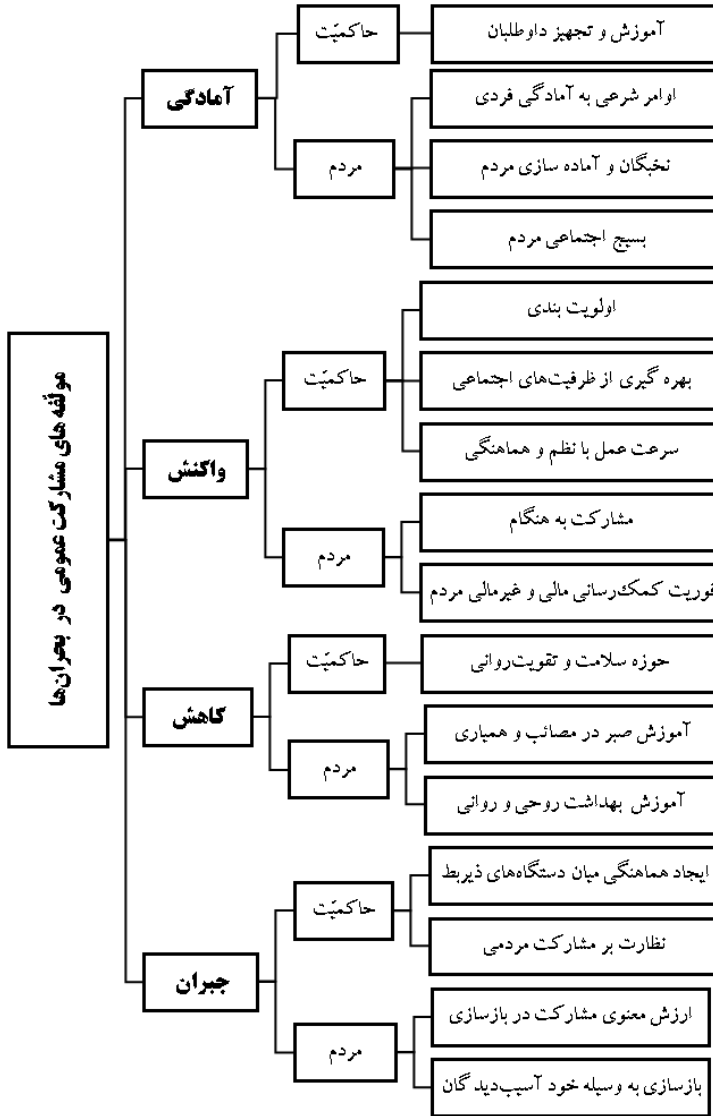 مولّفه های مشارکت عمومی در بحران‌ها
آمادگی
حاکمیّت
آموزش و تجهیز داوطلبان
مردم
اوامر شرعی به آمادگی فردی
نخبگان و آماده سازی مردم
بسیج اجتماعی مردم
واکنش
حاکمیّت
اولویت بندی
بهره گیری از ظرفیت‌های اجتماعی
سرعت عمل با نظم و هماهنگی
مردم
مشارکت به هنگام
فوریت کمک‌رسانی مالی و غیرمالی مردم
کاهش
حاکمیّت
حوزه سلامت و تقویت‌روانی
مردم
آموزش صبر در مصائب و همیاری
آموزش بهداشت روحی و روانی
جبران
حاکمیّت
ایجاد هماهنگی میان دستگاه‌های ذیربط
نظارت بر مشارکت مردمی
مردم
ارزش معنوی مشارکت در بازسازی
بازسازی به وسیله خود آسیب‌دید گان